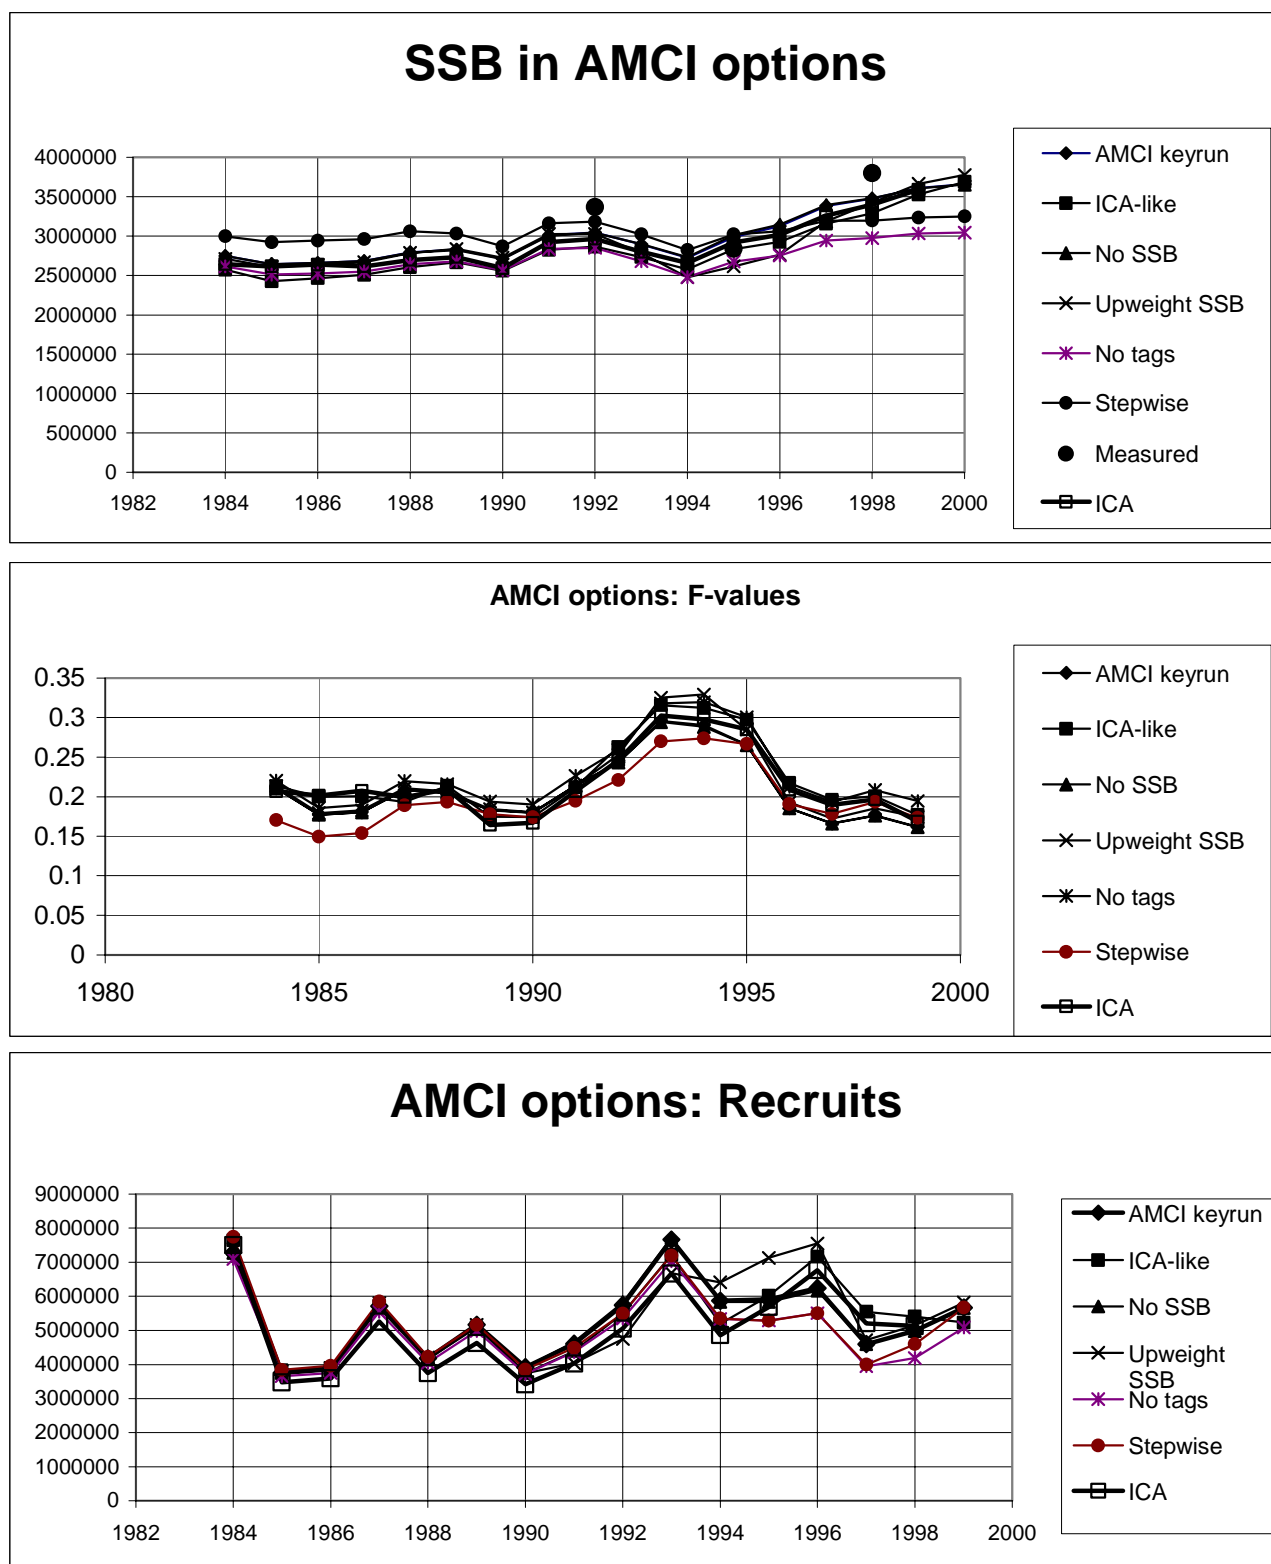 SSB in AMCI options
4000000
3500000
3000000
2500000
2000000
1500000
1000000
500000
0
1982 1984 1986 1988 1990 1992 1994 1996 1998 2000
AMCI keyrun
ICA-like
No SSB
Upweight SSB
No tags
Stepwise
Measured
ICA
AMCI options: F-values
0.35
0.3
0.25
0.2
0.15
0.1
0.05
0
1980 1985 1990 1995 2000
AMCI keyrun
ICA-like
No SSB
Upweight SSB
No tags
Stepwise
ICA
AMCI options: Recruits
9000000
8000000
7000000
6000000
5000000
4000000
3000000
2000000
1000000
0
1982 1984 1986 1988 1990 1992 1994 1996 1998 2000
AMCI keyrun
ICA-like
No SSB
Upweight
SSB
No tags
Stepwise
ICA